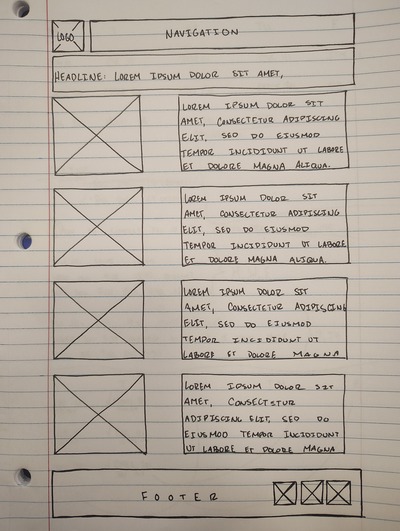 LOGO
NAVIGATION
HEADLINE: LOREM IPSUM DOLOR SIT AMET,
LOREM IPSUM DOLOR SIT
AMET, CONSECTETUR ADIPISCING
ELIT, SED DO EIUSMOD
TEMPOR INCIDIDUNT UT LABORE
ET DOLORE MAGNA ALIQUA.
LOREM IPSUM DOLOR SIT
AMET, CONSECTETUR ADIPISCING
ELIT, SED DO EIUSMOD
TEMPOR INCIDIDUNT UT LABORE
ET DOLORE MAGNA ALIQUA.
LOREM IPSUM DOLOR SIT
AMET, CONSECTETUR ADIPISCING
ELIT, SED DO EIUSMOD
TEMPOR INCIDIDUNT UT
LABORE ET DOLORE MAGNA
LOREM IPSUM DOLOR SIT
AMET, CONSECTETUR
ADIPISCING ELIT, SED DO
EIUSMOD TEMPOR INCIDIDUNT
UT LABORE ET DOLORE MAGNA
FOOTER